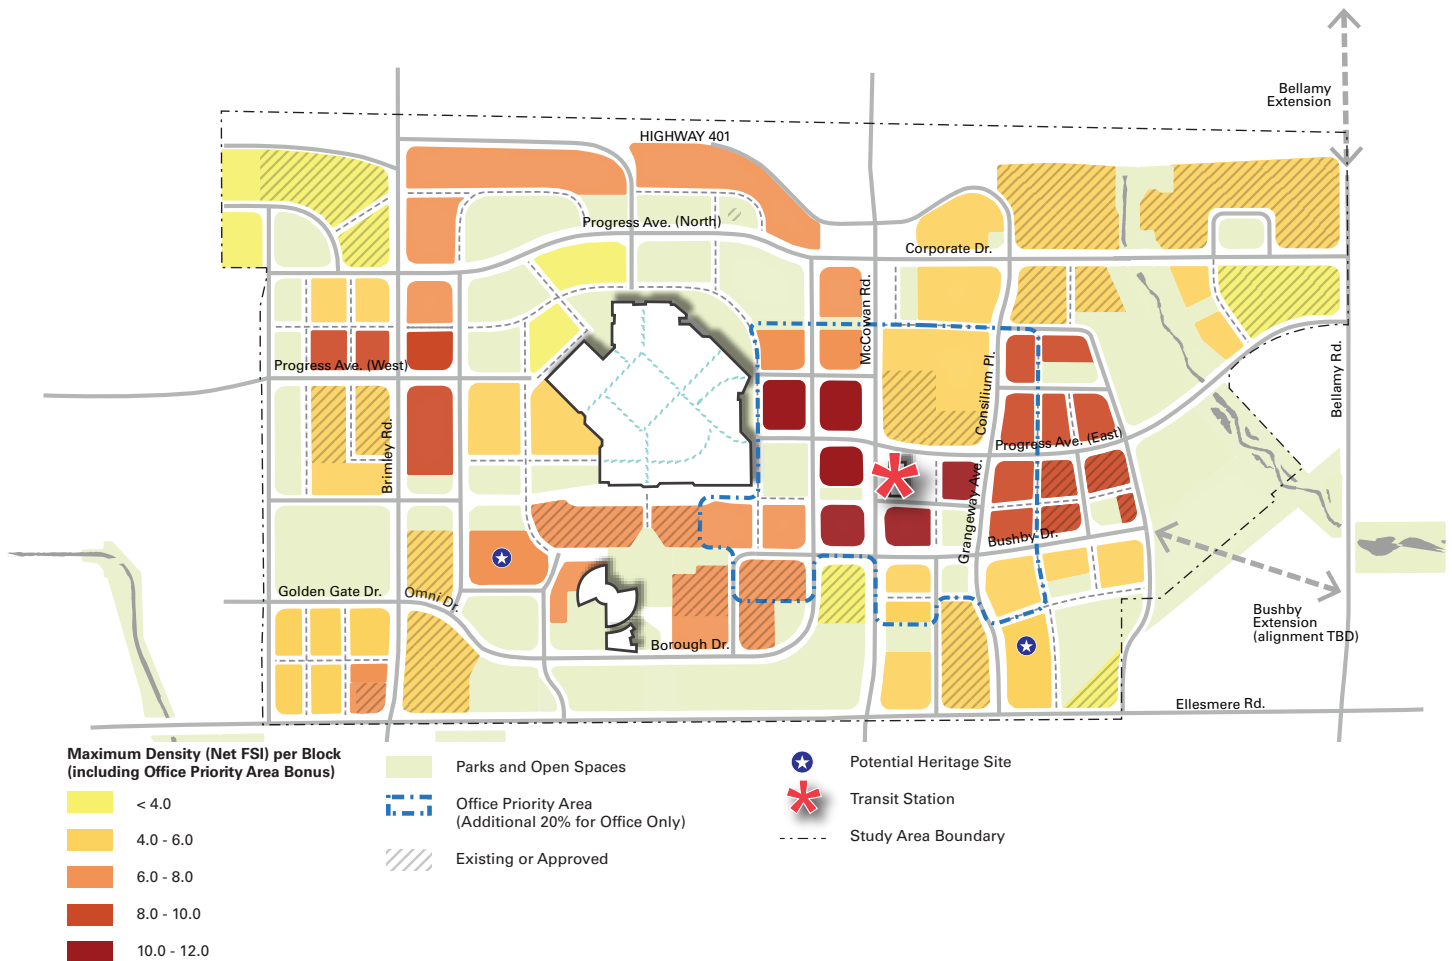 Bellamy
Extension
HIGHWAY 401
Progress Ave. (North)
Corporate Dr.
McCowan Rd.
Consilium Pl.
Progress Ave. (West)
Bellamy Rd.
Brimley Rd.
Progress Ave. (East)
Grangeway Ave.
Bushby Dr.
Golden Gate Dr.
Omni Dr.
Borough Dr.
Bushby
Extension
(alignment TBD)
Ellesmere Rd.
Maximum Density (Net FSI) per Block
(including Office Priority Area Bonus)
< 4.0
4.0 - 6.0
6.0 - 8.0
8.0 - 10.0
10.0 - 12.0
Parks and Open Spaces
Office Priority Area
(Additional 20% for Office Only)
Existing or Approved
Potential Heritage Site
Transit Station
Study Area Boundary